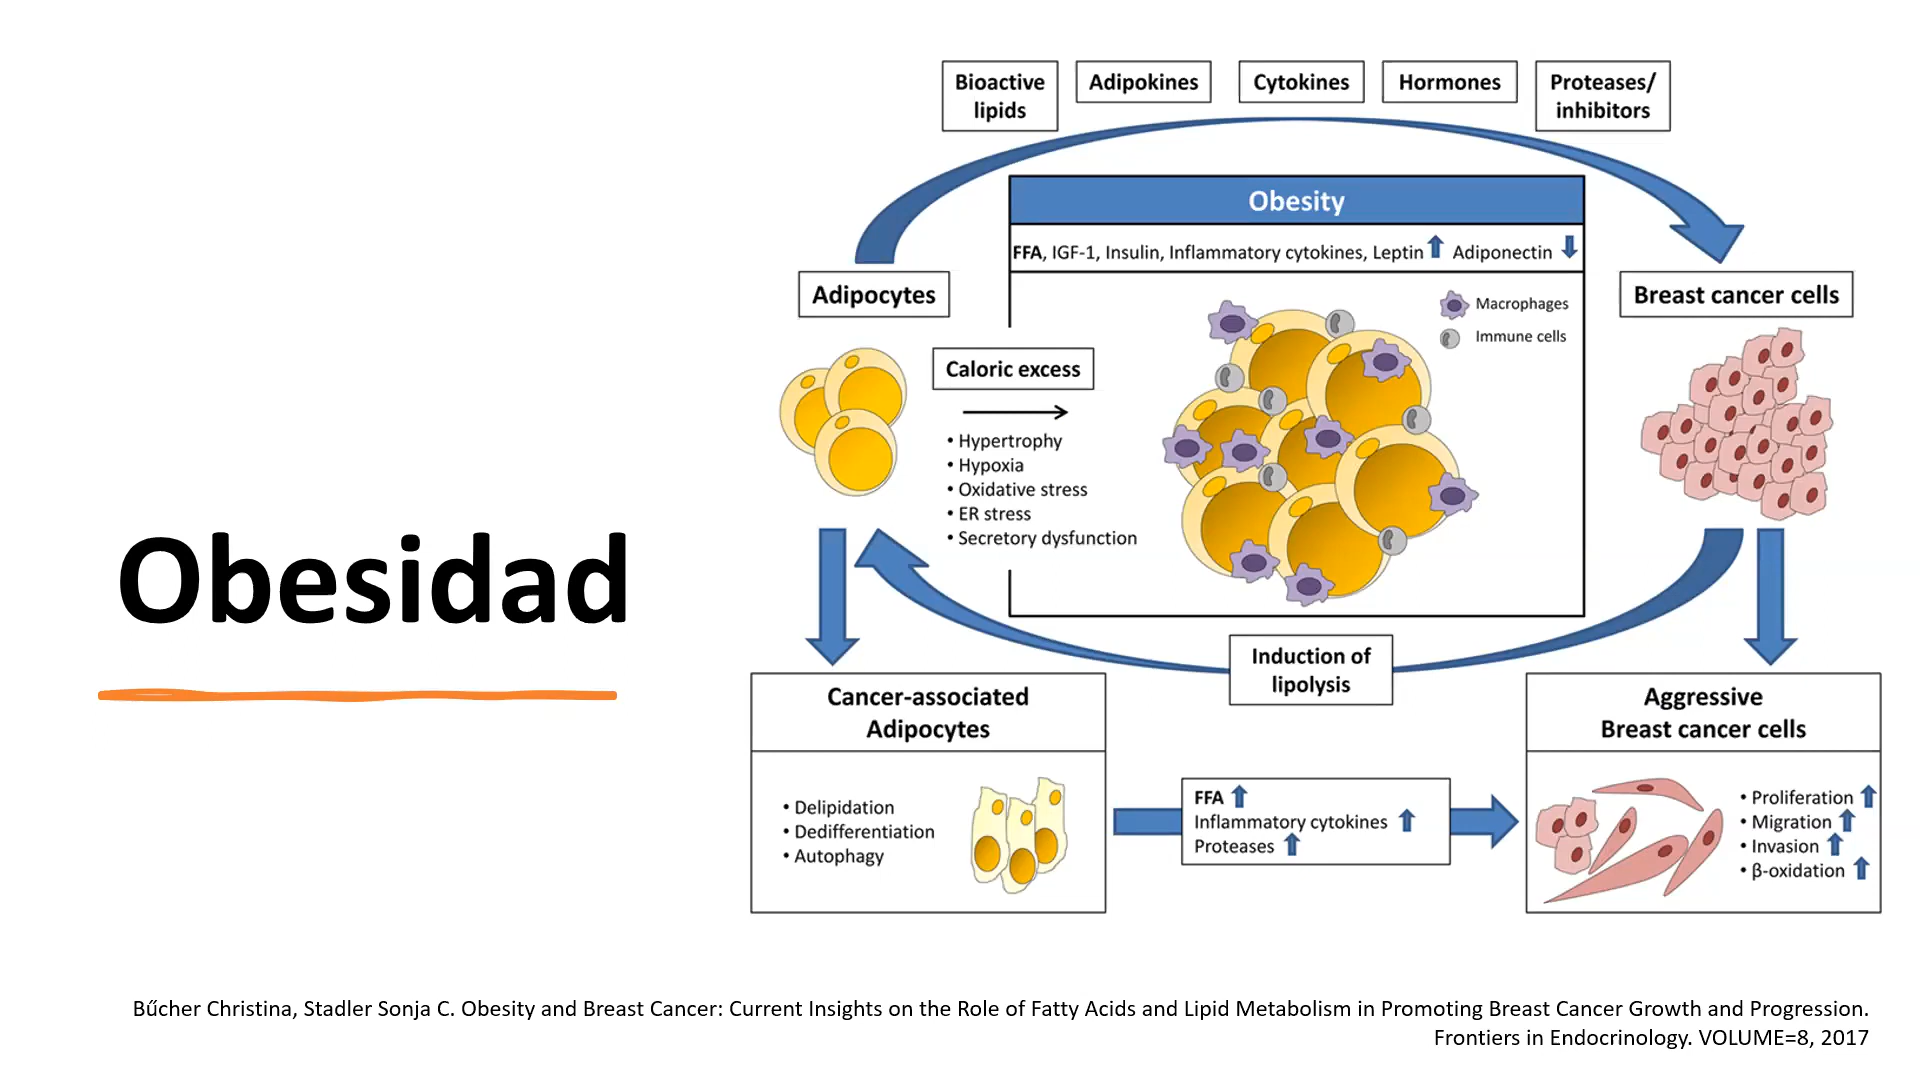 Obesidad
Bioactive
lipids
Adipokines
Cytokines
Hormones
Proteases/
inhibitors
Obesity
FFA, IGF-1, Insulin, Inflammatory cytokines, Leptin Adiponectin
Macrophages
Immune cells
Adipocytes
Breast cancer cells
Caloric excess
• Hypertrophy
• Hypoxia
• Oxidative stress
• ER stress
• Secretory dysfunction
Induction of
lipolysis
Cancer-associated
Adipocytes
• Delipidation
• Dedifferentiation
• Autophagy
FFA
Inflammatory cytokines
Proteases
Aggressive
Breast cancer cells
• Proliferation
• Migration
• Invasion
• β-oxidation
Bűcher Christina, Stadler Sonja C. Obesity and Breast Cancer: Current Insights on the Role of Fatty Acids and Lipid Metabolism in Promoting Breast Cancer Growth and Progression.
Frontiers in Endocrinology. VOLUME=8, 2017